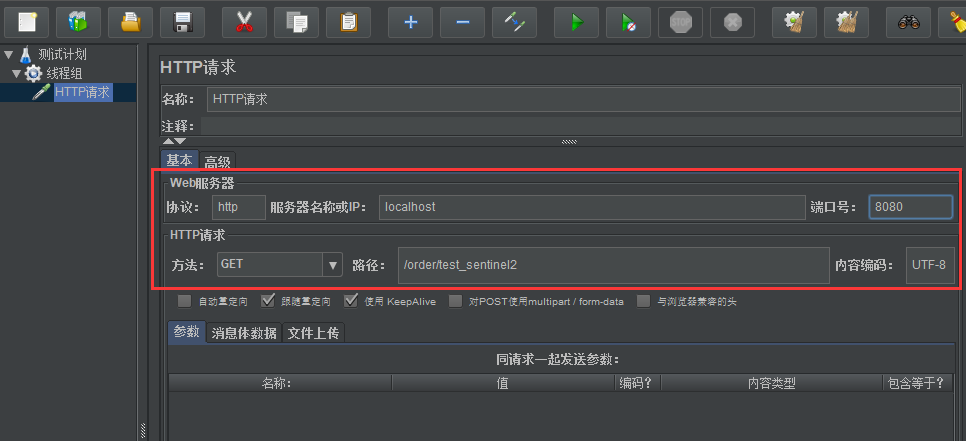 STOP
测试计划
线程组
HTTP请求
HTTP请求
名称： HTTP请求
注释：
基本 高级
Web服务器
协议： http 服务器名称或IP： localhost 端口号： 8080
HTTP请求
方法： GET 路径： /order/test_sentinel2 内容编码： UTF-8
自动重定向 跟随重定向 使用 KeepAlive 对POST使用multipart / form-data 与浏览器兼容的头
参数 消息体数据 文件上传
同请求一起发送参数：
名称： 值 编码？ 内容类型 包含等于？